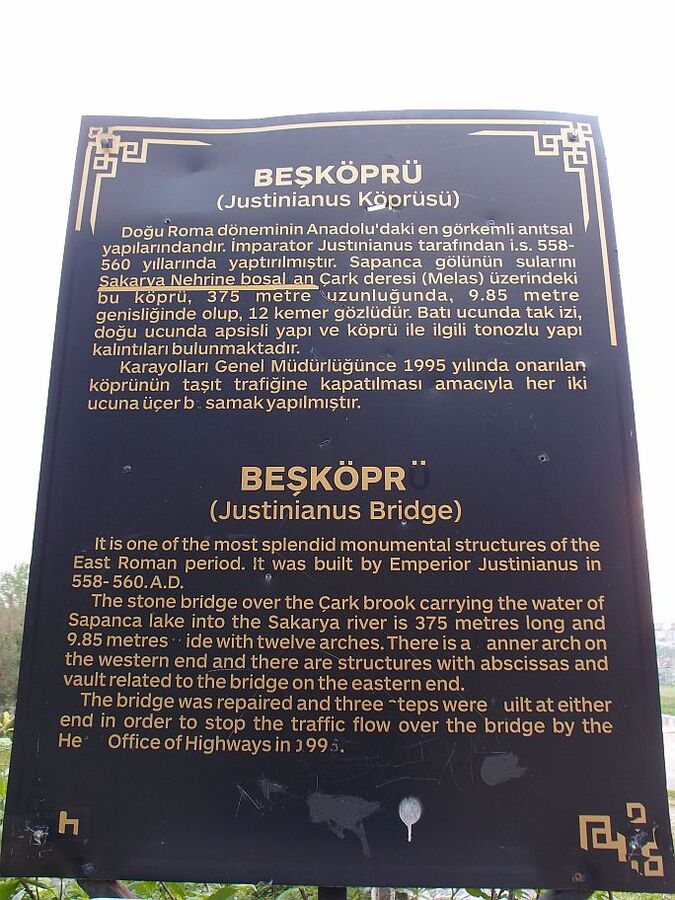 BEŞKÖPRÜ
(Justinianus Köprüsü)
Doğu Roma döneminin Anadolu'daki en görkemli anıtsal
yapılarındandır. İmparator Justınianus tarafından i.s. 558-
560 yıllarında yaptırılmıştır. Sapanca gölünün sularını
Sakarya Nehrine boşal an Çark deresi (Melas) üzerindeki
bu köprü, 375 metre uzunluğunda, 9.85 metre
genişliğinde olup, 12 kemer gözlüdür. Batı ucunda tak izi,
doğu ucunda apsisli yapı ve köprü ile ilgili tonozlu yapı
kalıntıları bulunmaktadır.
Karayolları Genel Müdürlüğünce 1995 yılında onarılan
köprünün taşıt trafiğine kapatılması amacıyla her iki
ucuna üçer b samak yapılmıştır.
BEŞKÖPRÜ
(Justinianus Bridge)
It is one of the most splendid monumental structures of the
East Roman period. It was built by Emperior Justinianus in
558-560.A.D.
The stone bridge over the Çark brook carrying the water of
Sapanca lake into the Sakarya river is 375 metres long and
9.85 metres ide with twelve arches. There is a anner arch on
the western end and there are structures with abscissas and
vault related to the bridge on the eastern end.
The bridge was repaired and three steps were uilt at either
end in order to stop the traffic flow over the bridge by the
He Office of Highways in 1995.